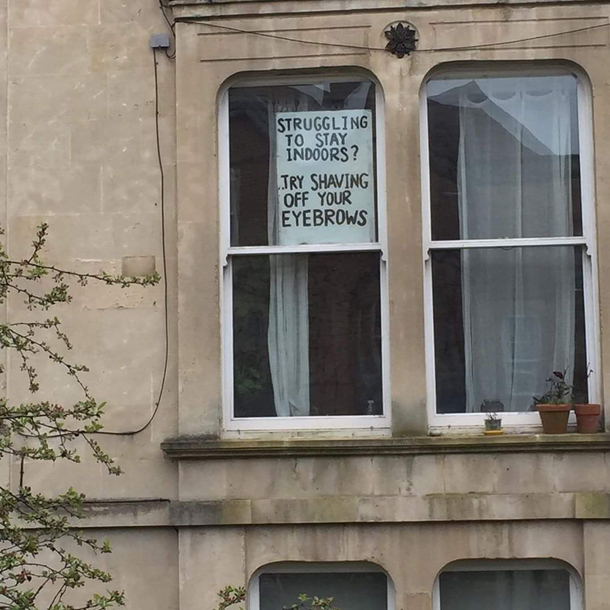 STRUGGLING
TO STAY
INDOORS?
..TRY SHAVING
OFF YOUR
EYEBROWS